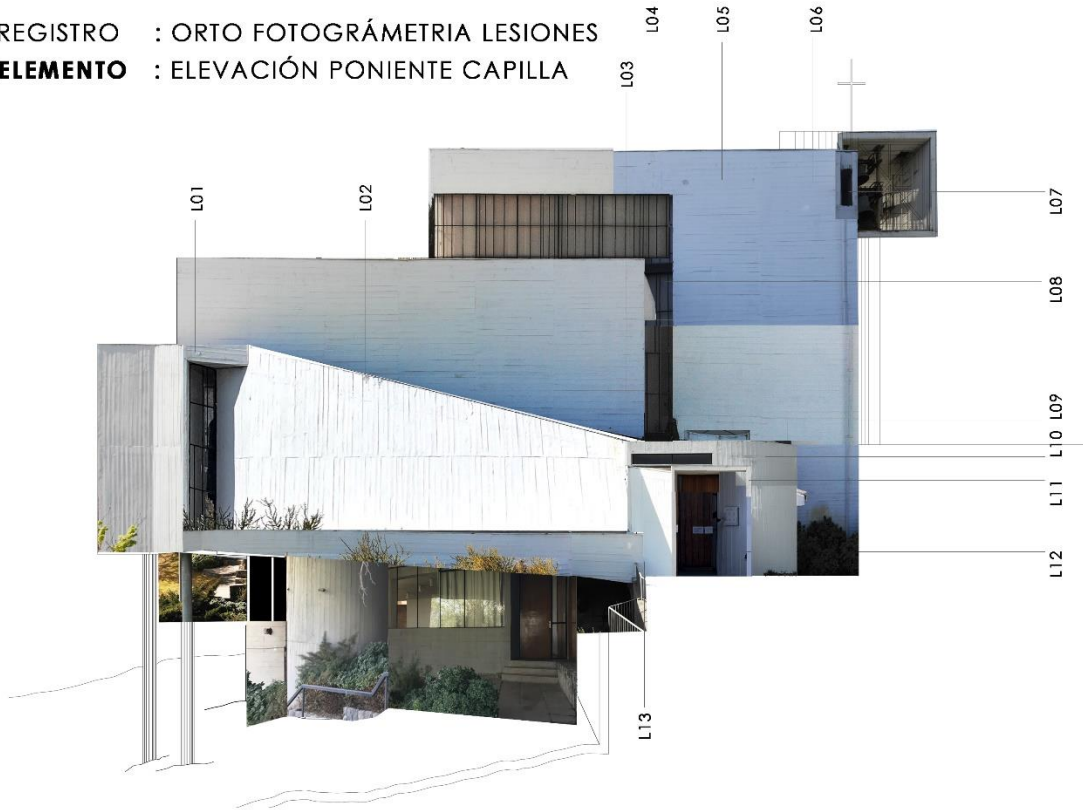 REGISTRO : ORTO FOTOGRÁMETRIA LESIONES
ELEMENTO : ELEVACIÓN PONIENTE CAPILLA
L01
L02
L03
L04
L05
L06
L07
L08
L09
L10
L11
L12
L13